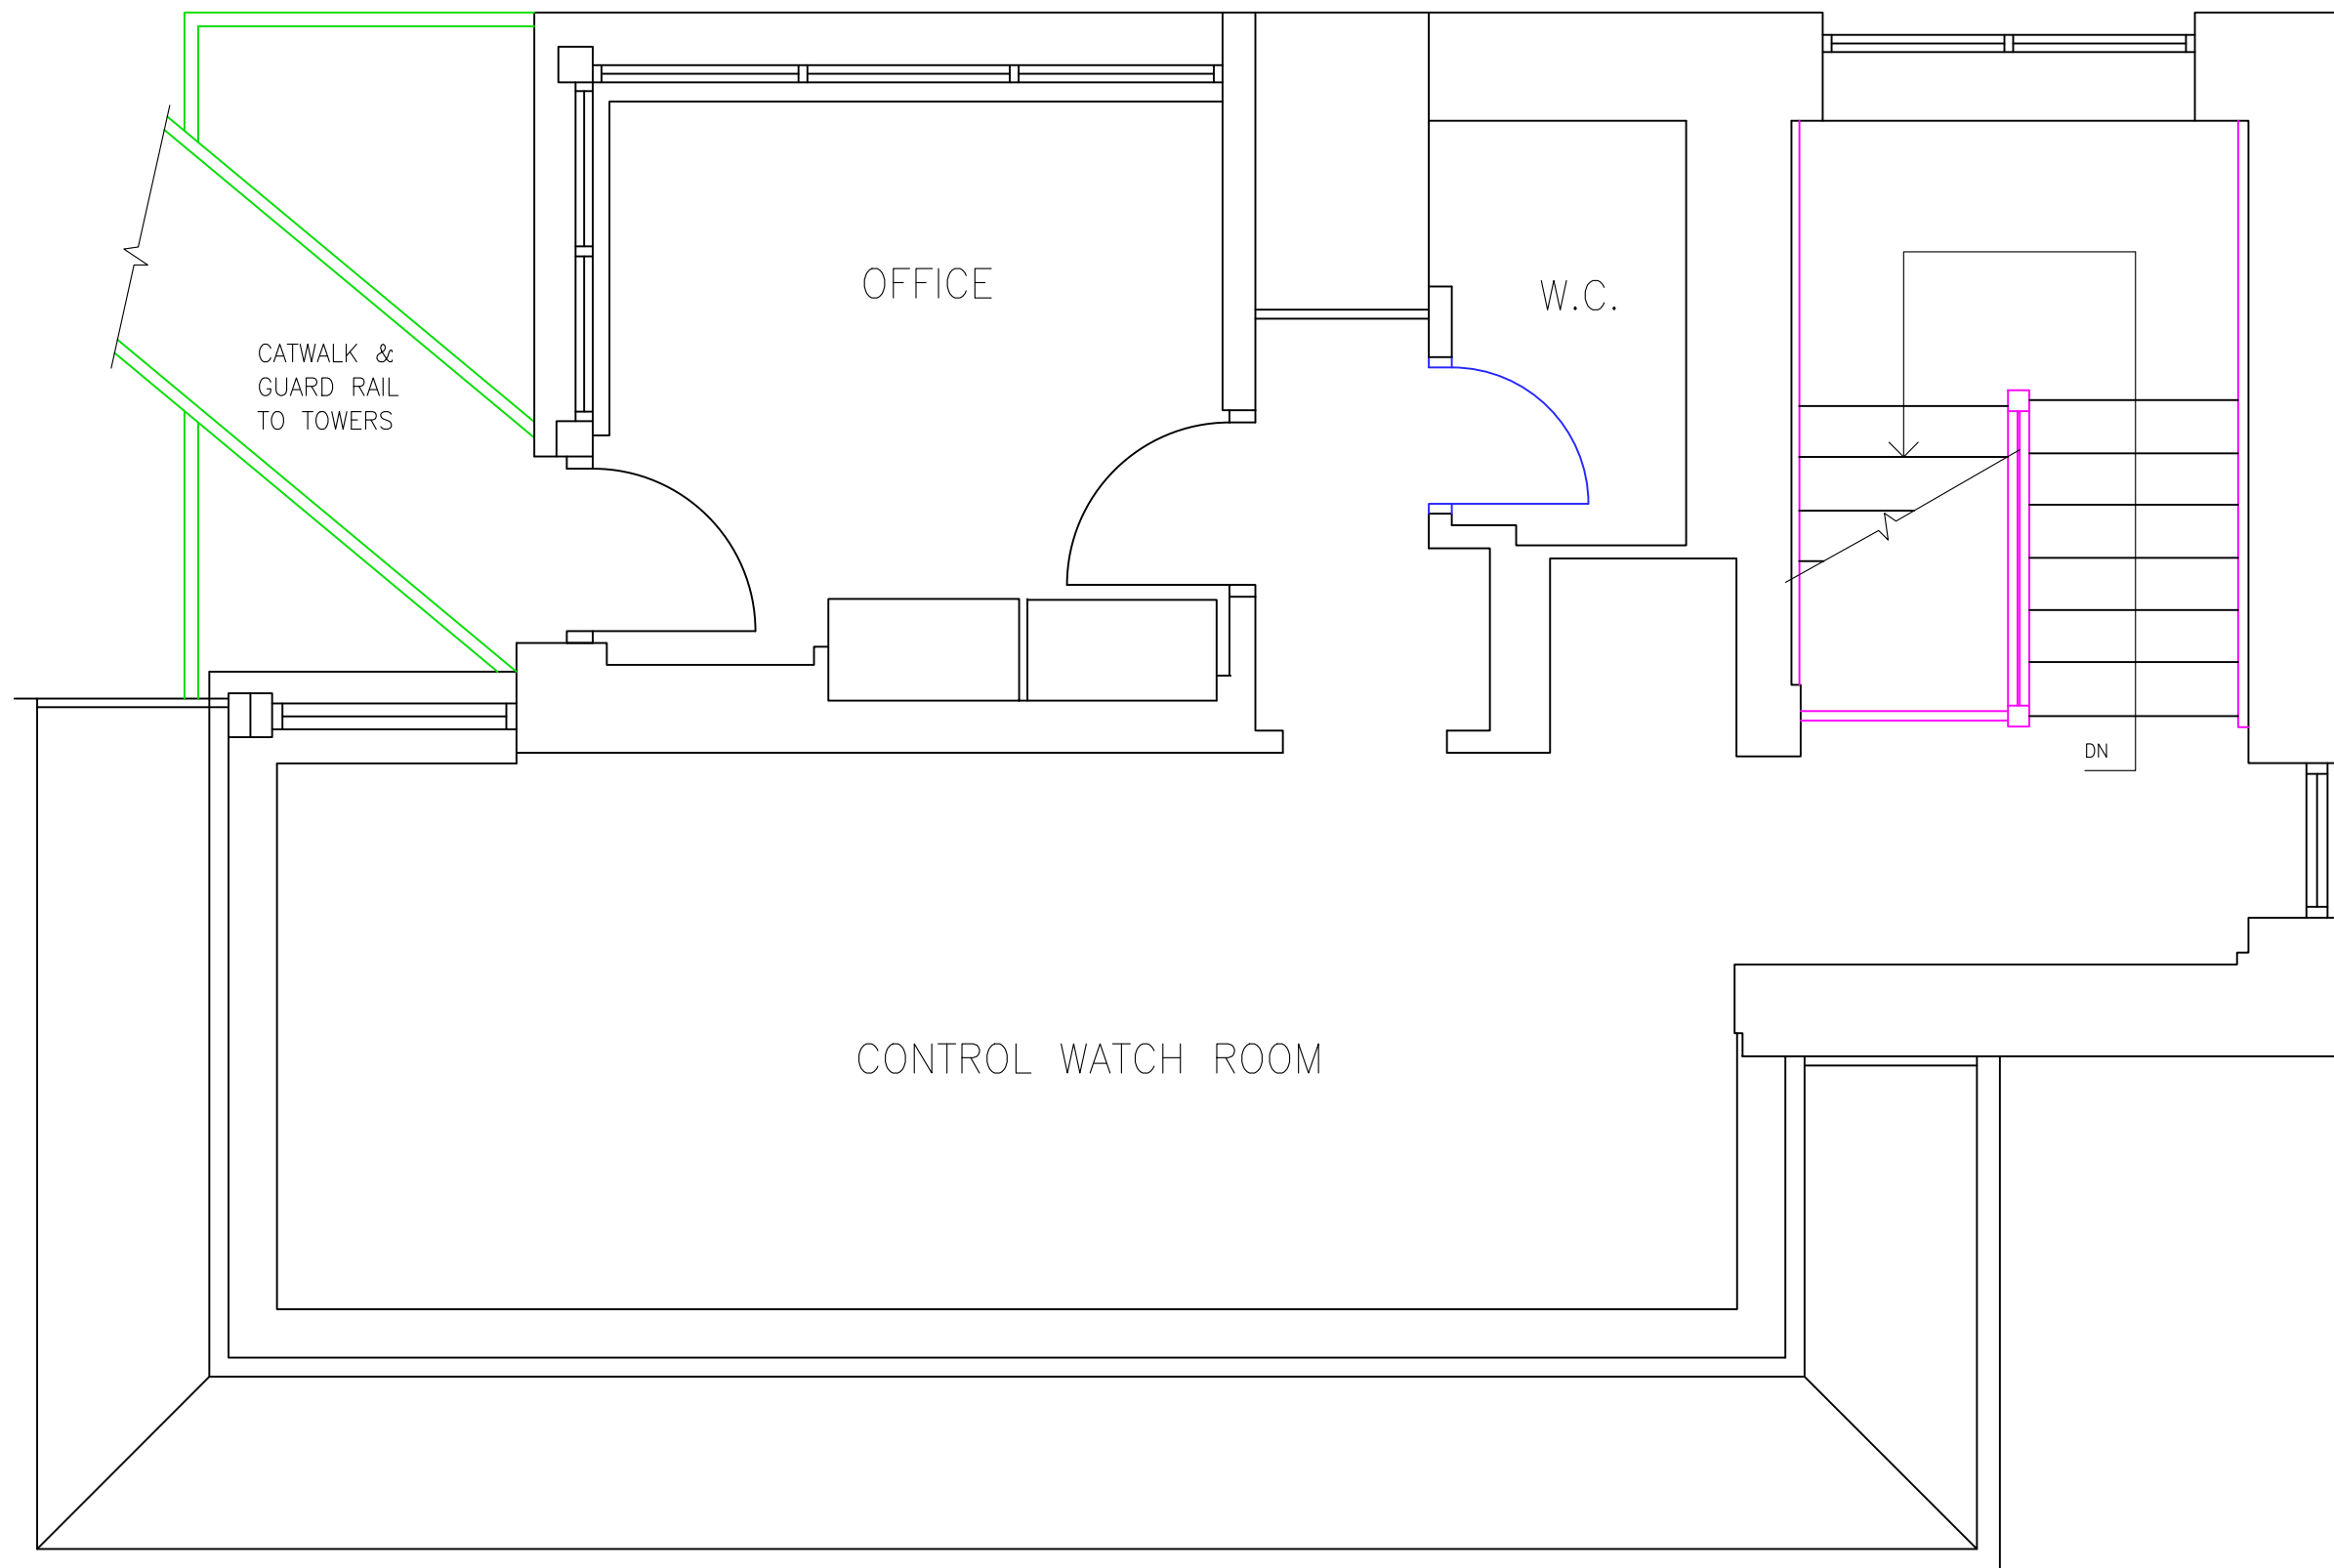 OFFICE
W.C.
CATWALK &
GUARD RAIL
TO TOWERS
DN
CONTROL WATCH ROOM